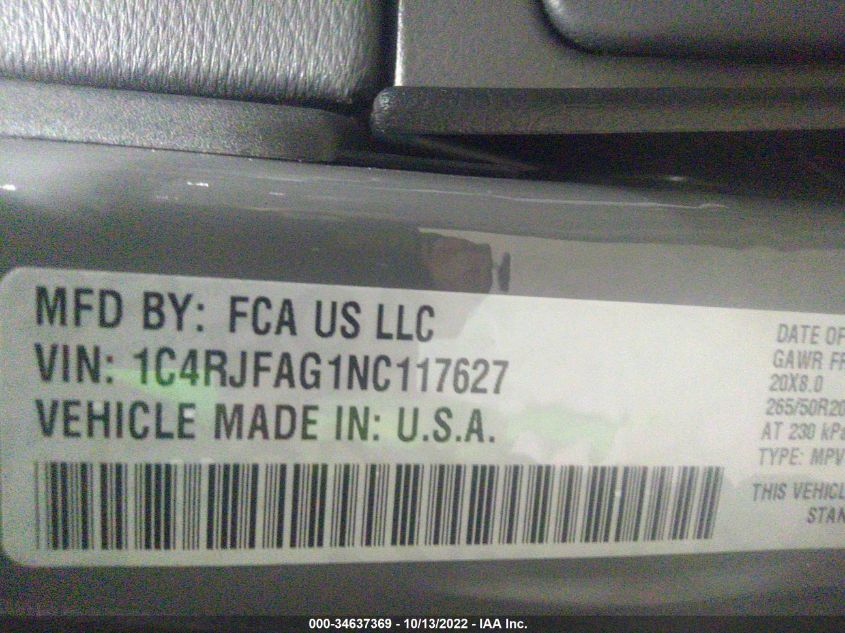 MFD BY: FCA US LLC
VIN: 1C4RJFAG1NC117627
VEHICLE MADE IN: U.S.A.
DATE OF
GAWR FR
20X8.0
265/50R20
AT 230 kPa
TYPE: MPV
THIS VEHICL
STAN
000-34637369 - 10/13/2022 - IAA Inc.